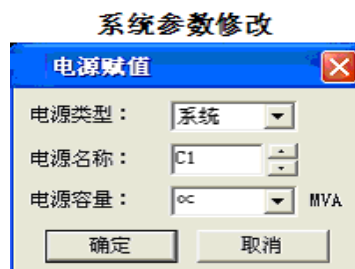 系统参数修改
电源赋值
电源类型： 系统
电源名称： C1
电源容量： ∝ MVA
确定 取消